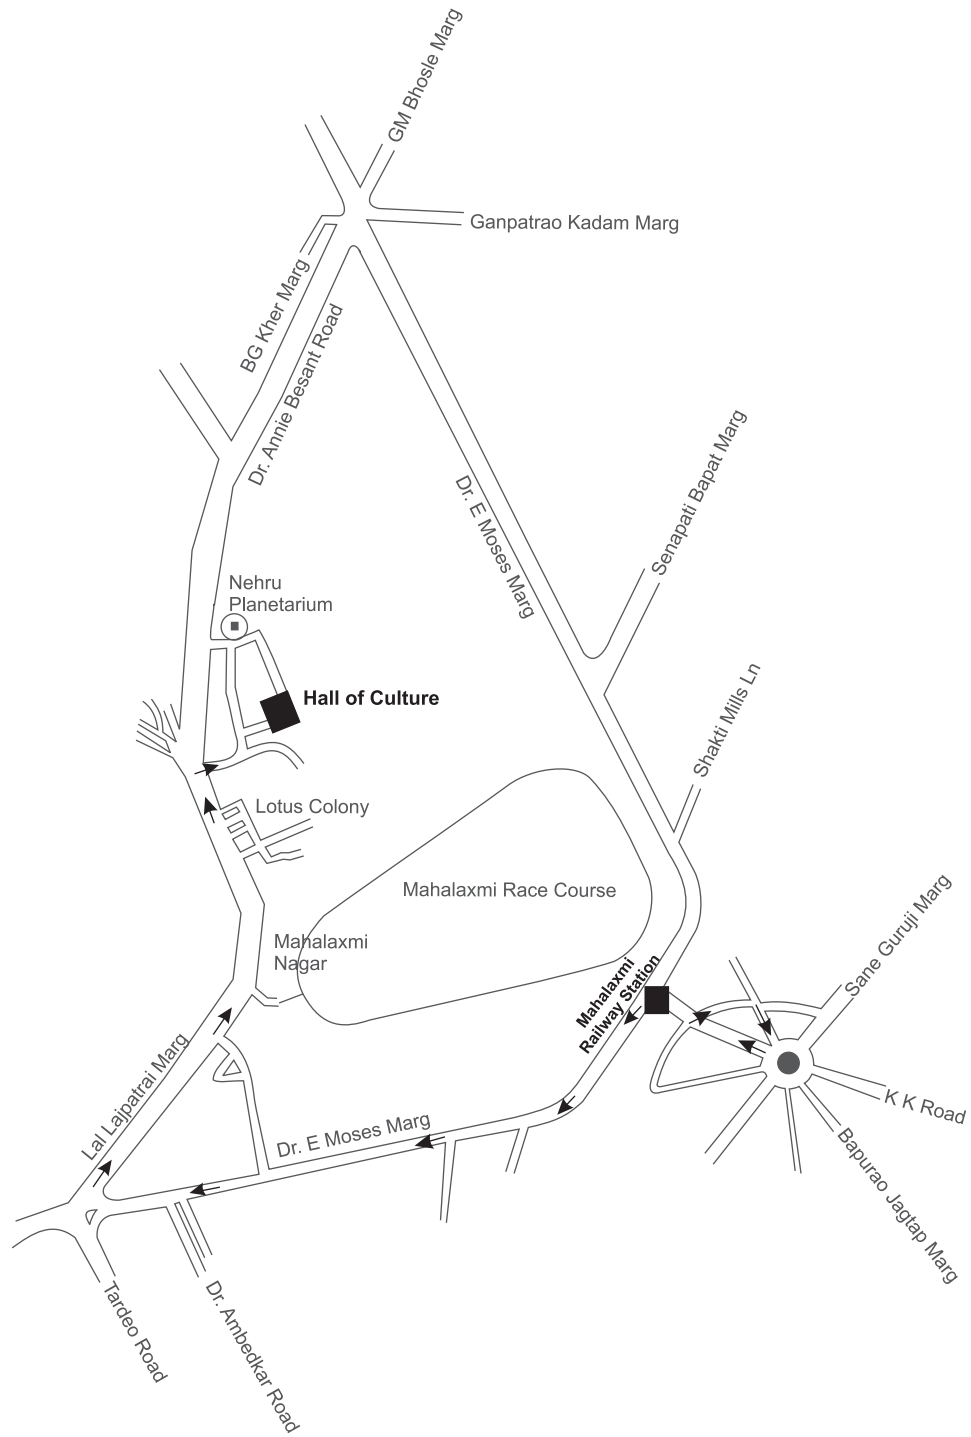 GM Bhosle Marg
Ganpatrao Kadam Marg
BG Kher Marg
Dr. Annie Besant Road
Senapati Bapat Marg
Dr. E Moses Marg
Nehru
Planetarium
Hall of Culture
Shakti Mills Ln
Lotus Colony
Mahalaxmi Race Course
Sane Guruji Marg
Mahalaxmi
Nagar
Mahalaxmi
Railway Station
Lal Lajpatrai Marg
K K Road
Dr. E Moses Marg
Bapurao Jagtap Marg
Tardeo Road
Dr. Ambedkar Road